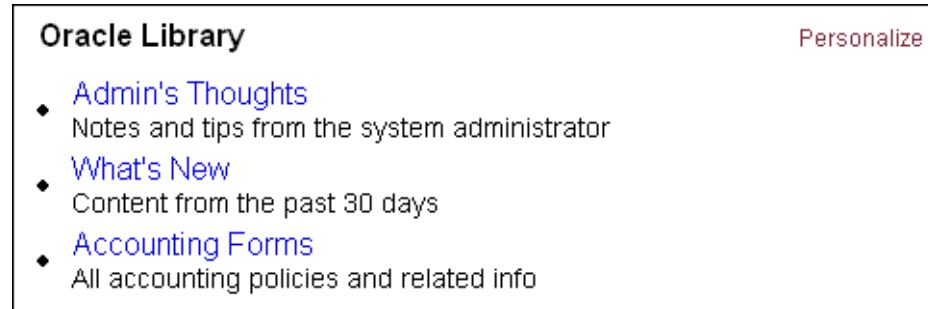 Oracle Library Personalize
• Admin's Thoughts
Notes and tips from the system administrator
• What's New
Content from the past 30 days
• Accounting Forms
All accounting policies and related info